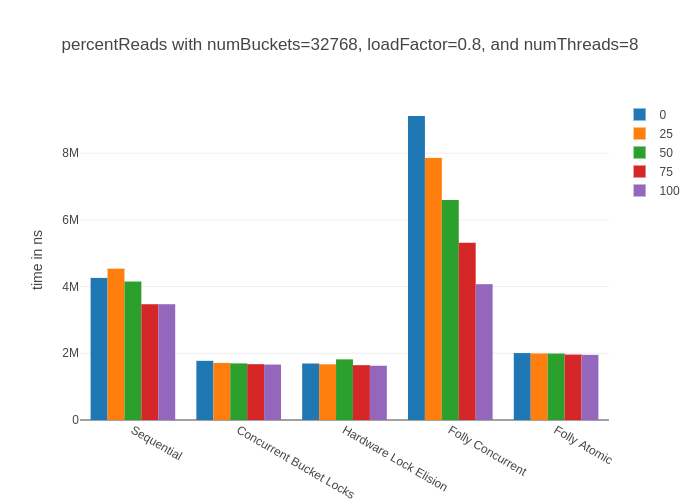 percentReads with numBuckets=32768, loadFactor=0.8, and numThreads=8
0
25
50
75
100
8M
6M
4M
2M
0
time in ns
Sequential
Concurrent Bucket Locks
Hardware Lock Elision
Folly Concurrent
Folly Atomic